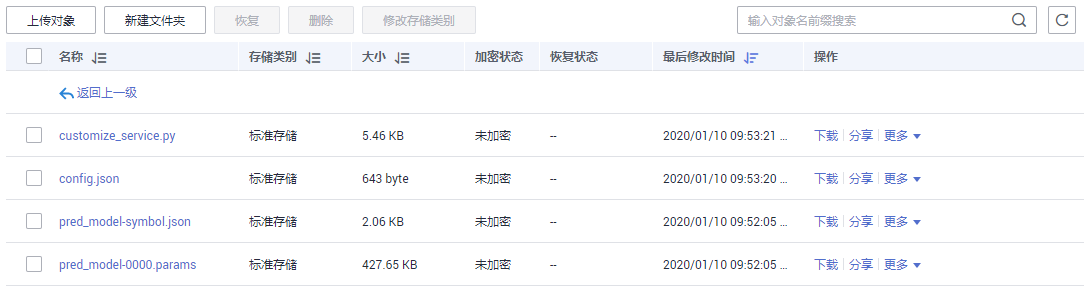 上传对象 新建文件夹 恢复 删除 修改存储类别 输入对象名前缀搜索
名称 存储类别 大小 加密状态 恢复状态 最后修改时间 操作
返回上一级
customize_service.py 标准存储 5.46 KB 未加密 -- 2020/01/10 09:53:21 ... 下载 分享 更多
config.json 标准存储 643 byte 未加密 -- 2020/01/10 09:53:20 ... 下载 分享 更多
pred_model-symbol.json 标准存储 2.06 KB 未加密 -- 2020/01/10 09:52:05 ... 下载 分享 更多
pred_model-0000.params 标准存储 427.65 KB 未加密 -- 2020/01/10 09:52:05 ... 下载 分享 更多